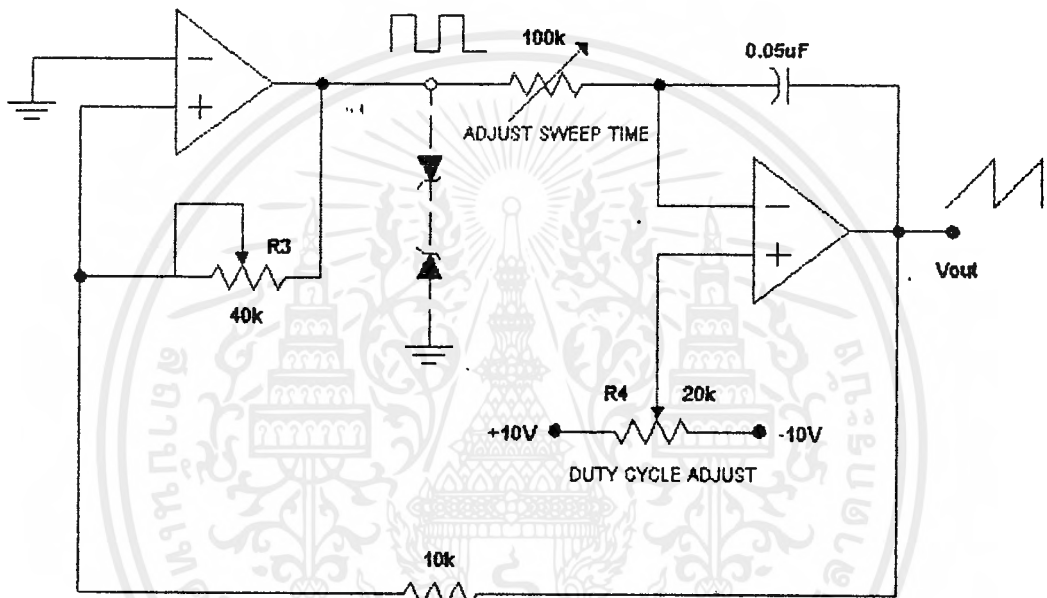 100k
0.05uF
ADJUST SWEEP TIME
−
+
R3
40k
−
+
Vout
R4 20k
+10V -10V
DUTY CYCLE ADJUST
10k